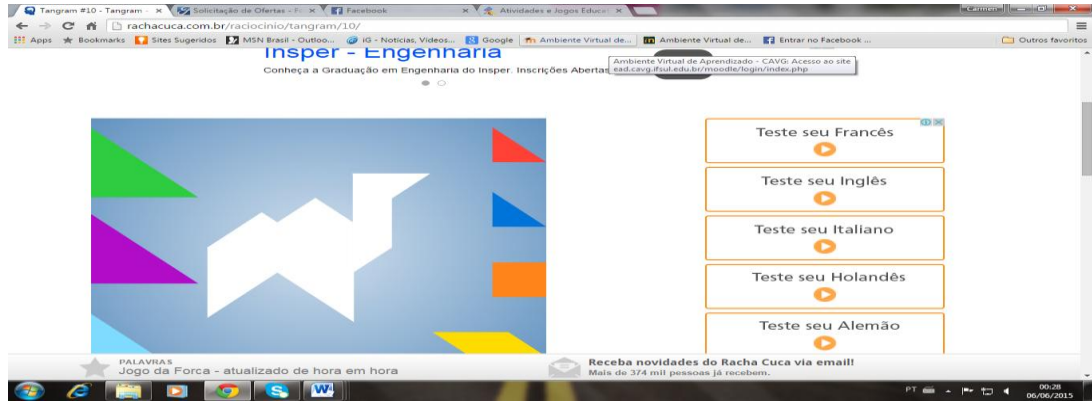 Tangram #10 - Tangram -
Solicitação de Ofertas - Fr
Facebook
Atividades e Jogos Educat
Carmen
rachacuca.com.br/raciocinio/tangram/10/
Apps Bookmarks Sites Sugeridos MSN Brasil - Outloo... iG - Notícias, Vídeos... Google Ambiente Virtual de... Ambiente Virtual de... Entrar no Facebook ... Outros favoritos
Insper - Engenharia
Conheça a Graduação em Engenharia do Insper. Inscrições Abertas
Ambiente Virtual de Aprendizado - CAVG: Acesso ao site
ead.cavg.ifsul.edu.br/moodle/login/index.php
Teste seu Francês
Teste seu Inglês
Teste seu Italiano
Teste seu Holandês
Teste seu Alemão
PALAVRAS
Jogo da Forca - atualizado de hora em hora
Receba novidades do Racha Cuca via email!
Mais de 374 mil pessoas já recebem.
PT
00:28
06/06/2015